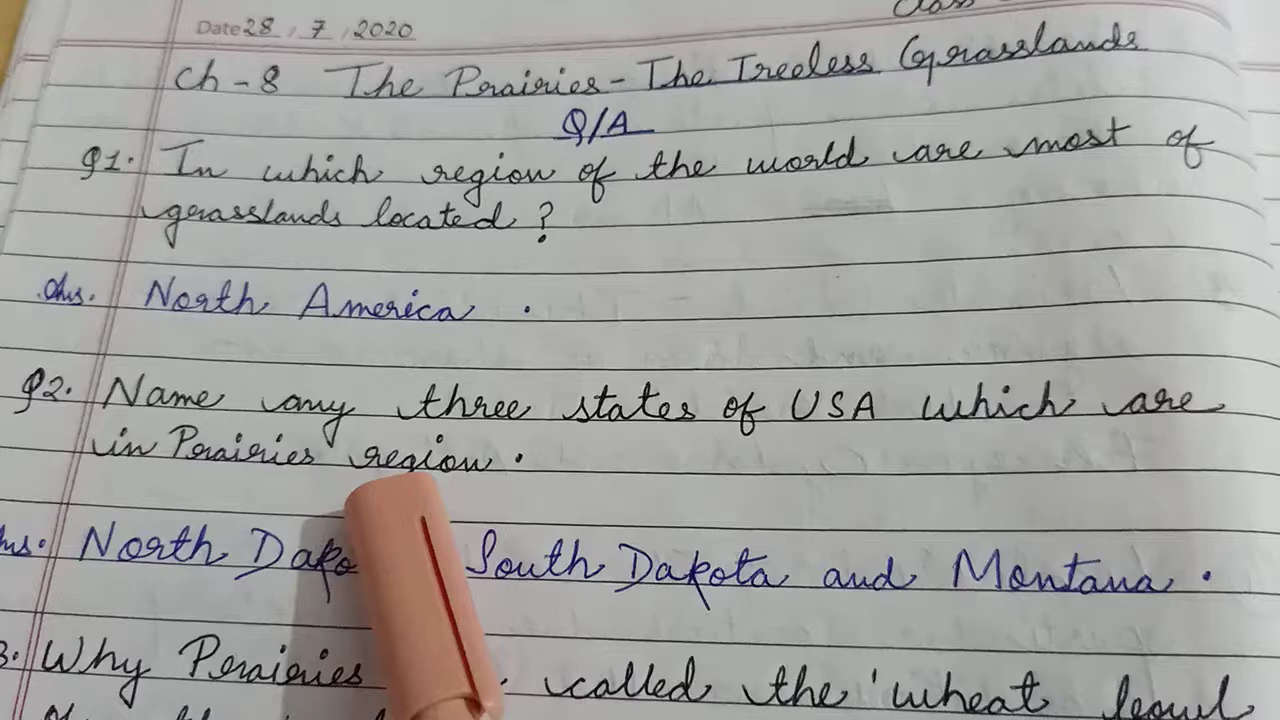 Class
Date 28 / 7 / 2020
Ch - 8 The Prairies - The Treeless Grasslands
Q/A
Q1. In which region of the world are most of
grasslands located ?
Ans. North America .
Q2. Name any three states of USA which are
in Prairies region .
Ans. North Dako South Dakota and Montana .
3. Why Prairies called the 'wheat